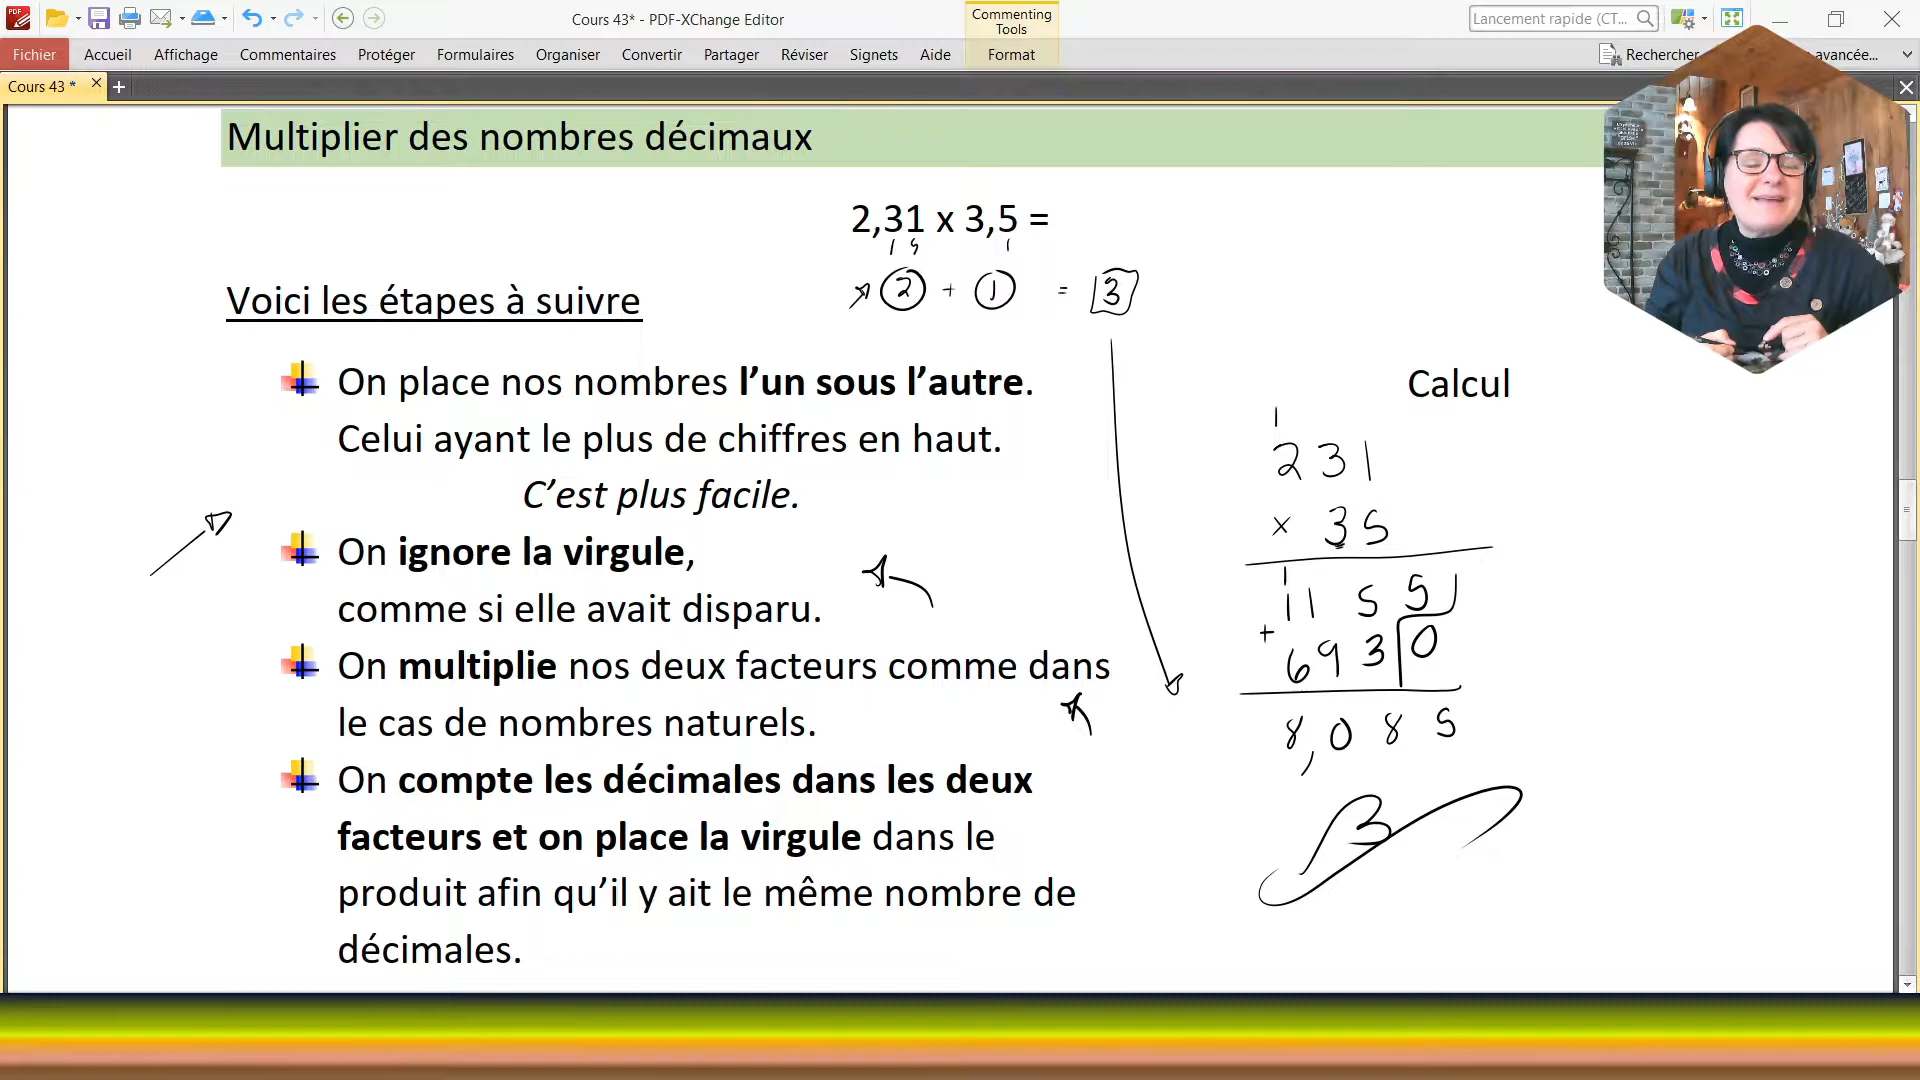 Cours 43* - PDF-XChange Editor
Commenting Tools
Lancement rapide (CT...
Fichier Accueil Affichage Commentaires Protéger Formulaires Organiser Convertir Partager Réviser Signets Aide Format
Rechercher avancée...
Cours 43 *
Multiplier des nombres décimaux
2,31 x 3,5 =
2 + 1 = 3
Voici les étapes à suivre
On place nos nombres l’un sous l’autre.
Celui ayant le plus de chiffres en haut.
C’est plus facile.
On ignore la virgule,
comme si elle avait disparu.
On multiplie nos deux facteurs comme dans
le cas de nombres naturels.
On compte les décimales dans les deux
facteurs et on place la virgule dans le
produit afin qu’il y ait le même nombre de
décimales.
Calcul
1
231
x 35
1
1155
+ 6930
8,085
3